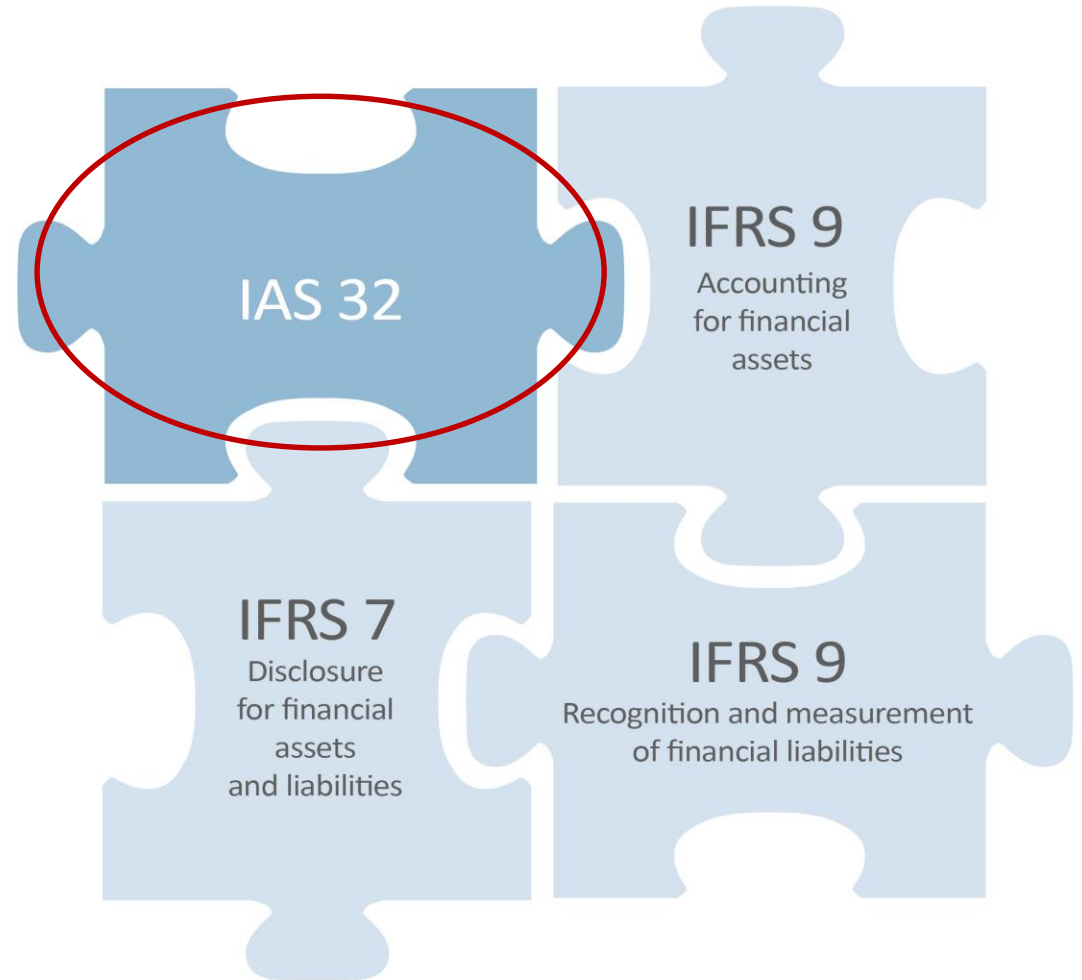 IAS 32
IFRS 9
Accounting
for financial
assets
IFRS 7
Disclosure
for financial
assets
and liabilities
IFRS 9
Recognition and measurement
of financial liabilities